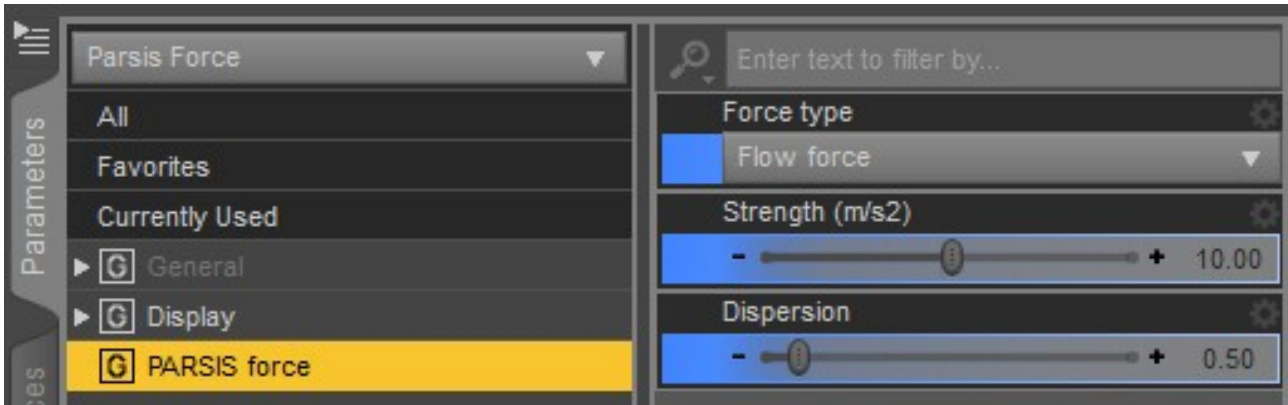 Parameters
ces
Parsis Force
All
Favorites
Currently Used
G General
G Display
G PARSIS force
Enter text to filter by...
Force type
Flow force
Strength (m/s2)
- + 10.00
Dispersion
- + 0.50